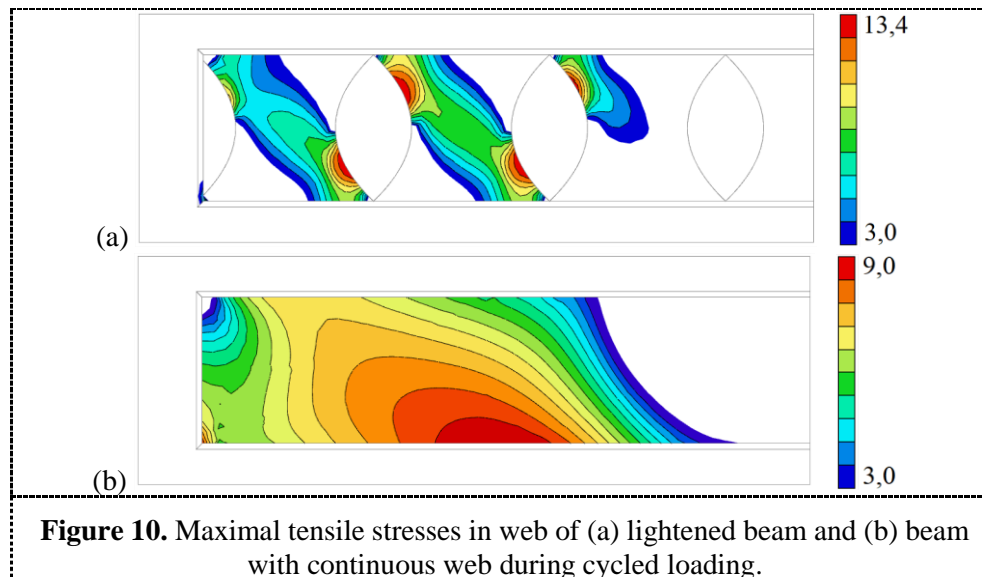 13,4
(a)
3,0
9,0
(b)
3,0
Figure 10. Maximal tensile stresses in web of (a) lightened beam and (b) beam
with continuous web during cycled loading.